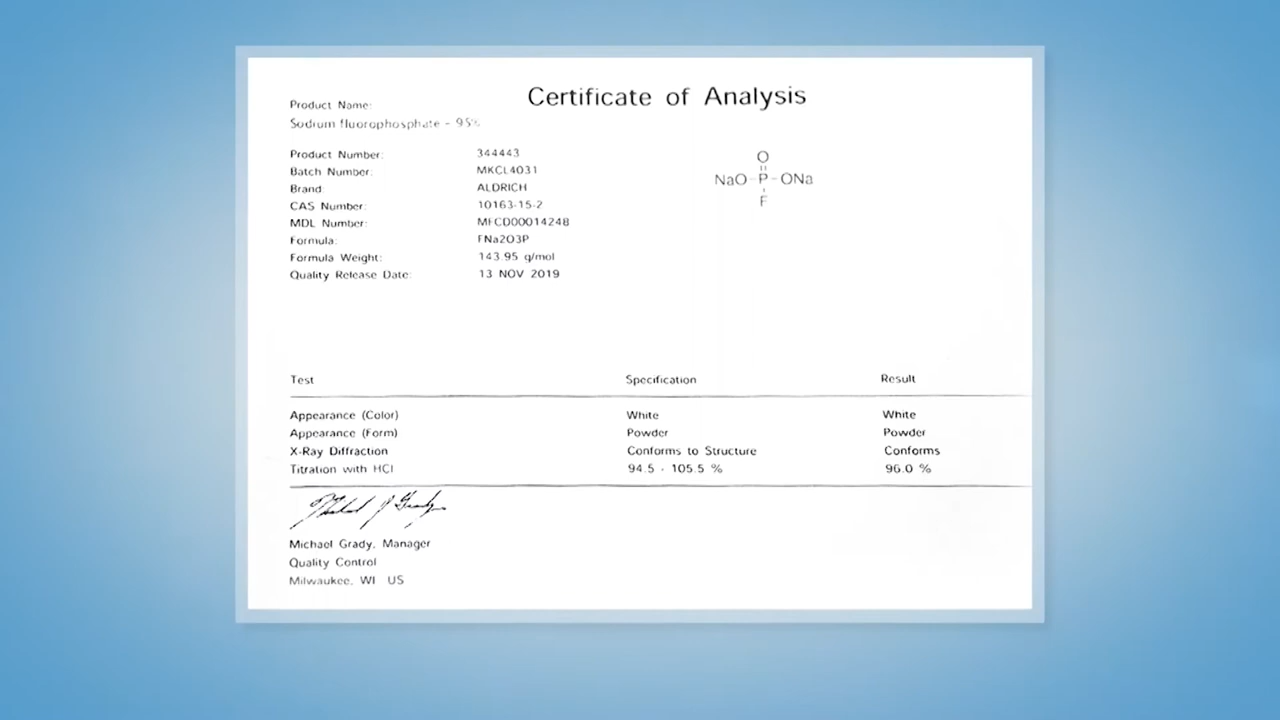 Certificate of Analysis
Product Name:
Sodium fluorophosphate - 95%
Product Number: 344443
Batch Number: MKCL4031
Brand: ALDRICH
CAS Number: 10163-15-2
MDL Number: MFCD00014248
Formula: FNa2O3P
Formula Weight: 143.95 g/mol
Quality Release Date: 13 NOV 2019
O
NaO P ONa
F
Test Specification Result
Appearance (Color) White White
Appearance (Form) Powder Powder
X-Ray Diffraction Conforms to Structure Conforms
Titration with HCl 94.5 - 105.5 % 96.0 %
Michael Grady, Manager
Quality Control
Milwaukee, WI US